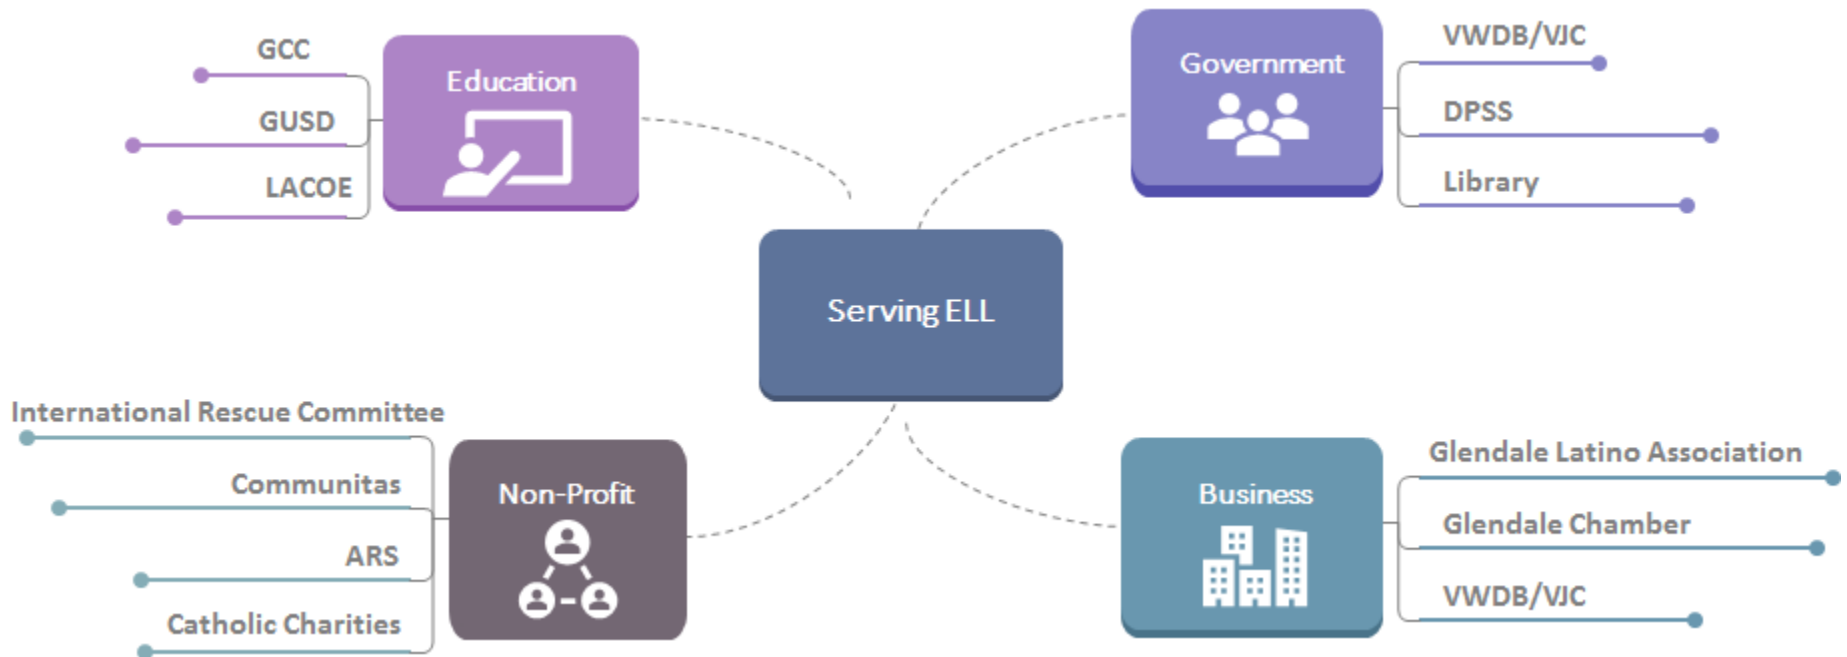 Education
GCC
GUSD
LACOE
Government
VWDB/VJC
DPSS
Library
Serving ELL
Non-Profit
International Rescue Committee
Communitas
ARS
Catholic Charities
Business
Glendale Latino Association
Glendale Chamber
VWDB/VJC